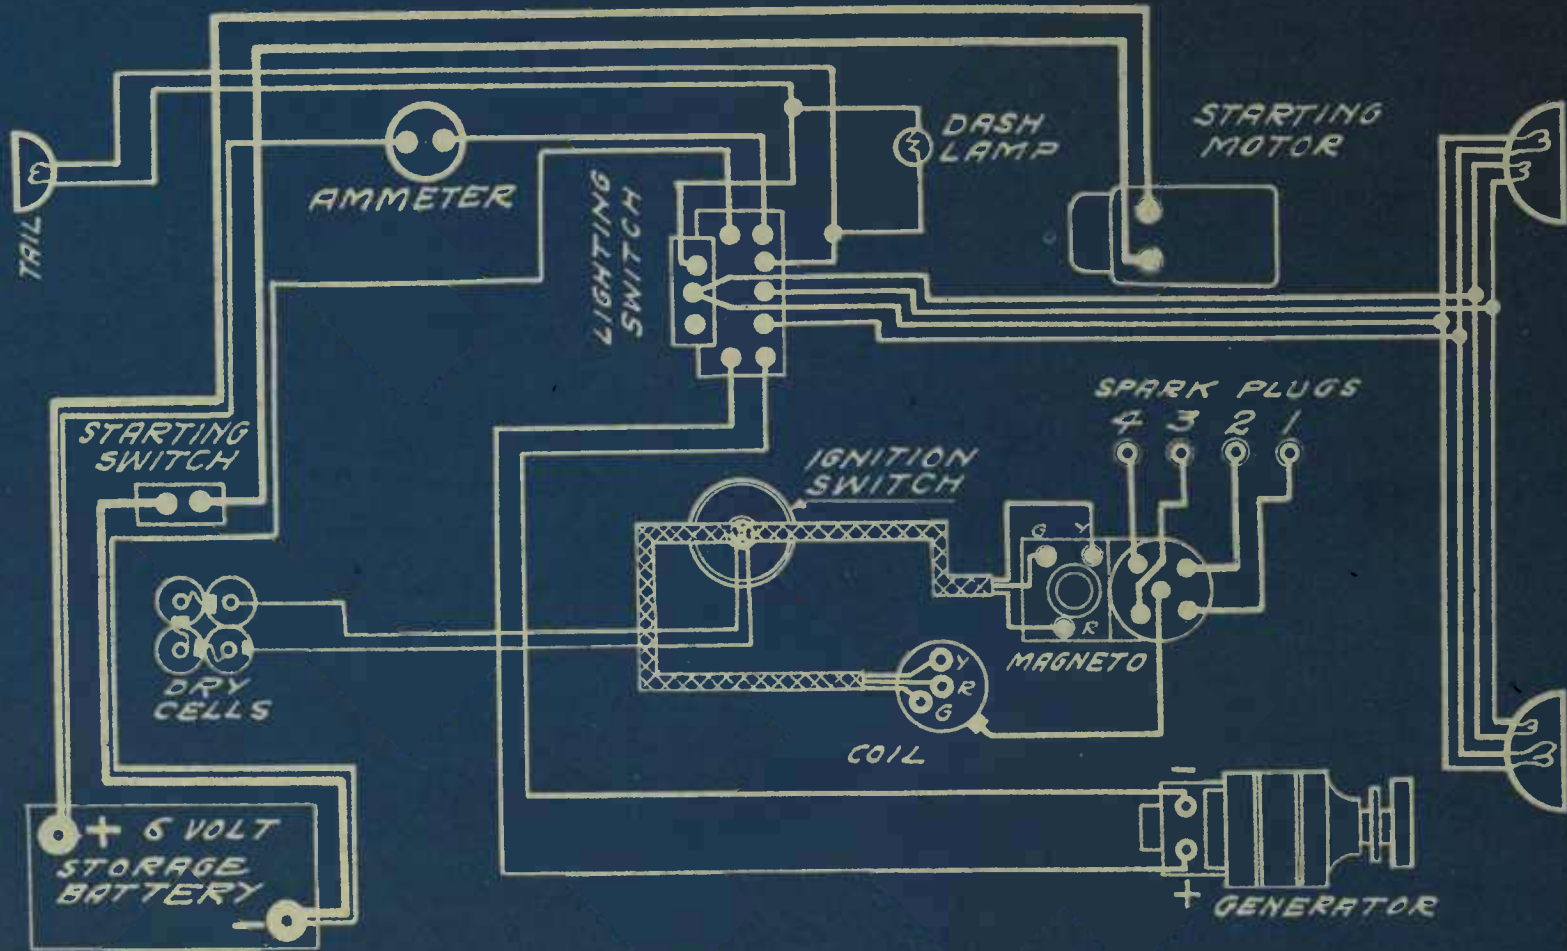 TAIL
AMMETER
LIGHTING
SWITCH
DASH
LAMP
STARTING
MOTOR
STARTING
SWITCH
IGNITION
SWITCH
SPARK PLUGS
4 3 2 1
G Y
R
MAGNETO
DRY
CELLS
Y
R
G
COIL
+ 6 VOLT
STORAGE
BATTERY
-
-
+
GENERATOR